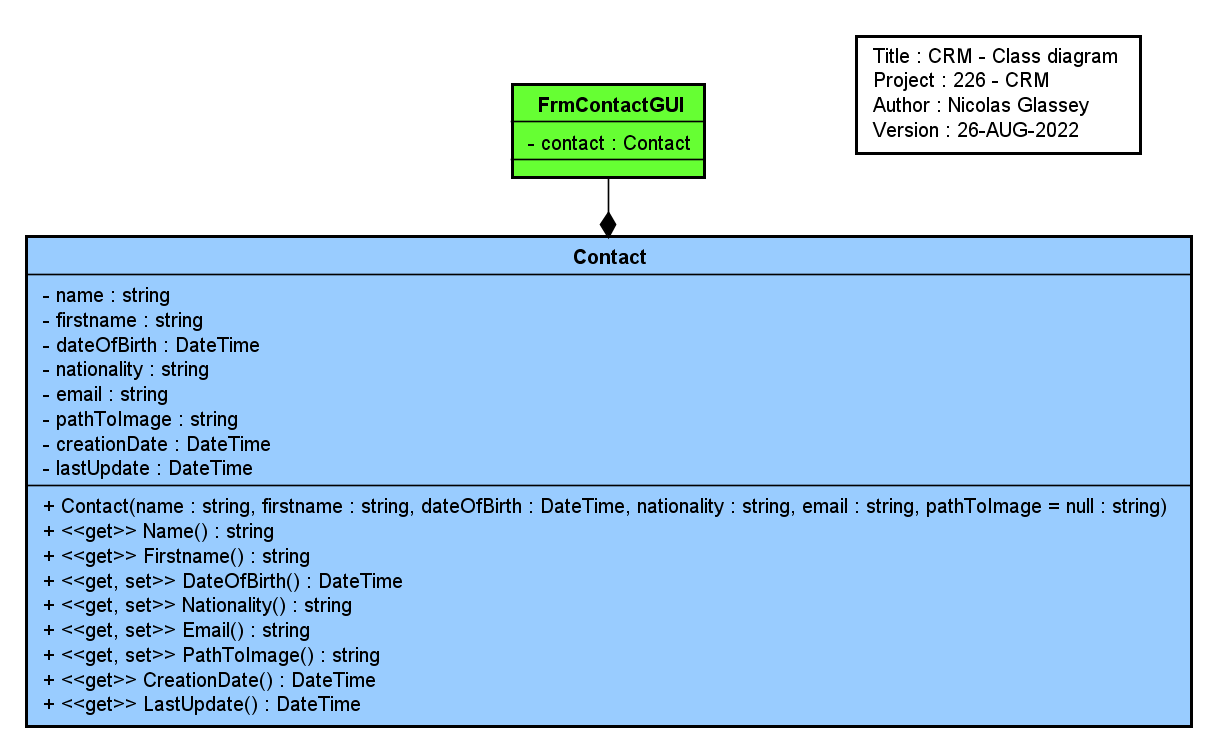 Title : CRM - Class diagram
Project : 226 - CRM
Author : Nicolas Glassey
Version : 26-AUG-2022
FrmContactGUI
- contact : Contact
Contact
- name : string
- firstname : string
- dateOfBirth : DateTime
- nationality : string
- email : string
- pathToImage : string
- creationDate : DateTime
- lastUpdate : DateTime
+ Contact(name : string, firstname : string, dateOfBirth : DateTime, nationality : string, email : string, pathToImage = null : string)
+ <<get>> Name() : string
+ <<get>> Firstname() : string
+ <<get, set>> DateOfBirth() : DateTime
+ <<get, set>> Nationality() : string
+ <<get, set>> Email() : string
+ <<get, set>> PathToImage() : string
+ <<get>> CreationDate() : DateTime
+ <<get>> LastUpdate() : DateTime